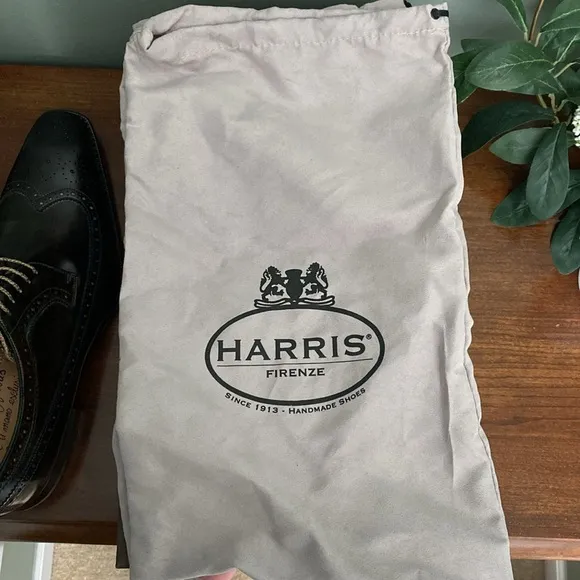 HARRIS®
FIRENZE
SINCE 1913 - HANDMADE SHOES